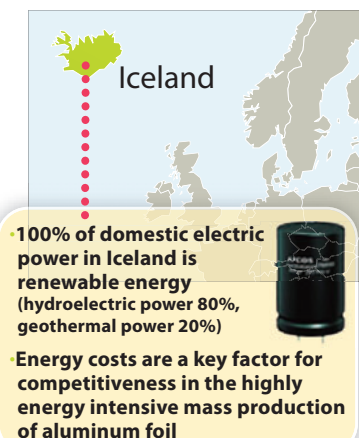 Iceland
•100% of domestic electric
power in Iceland is
renewable energy
(hydroelectric power 80%,
geothermal power 20%)
•Energy costs are a key factor for
competitiveness in the highly
energy intensive mass production
of aluminum foil